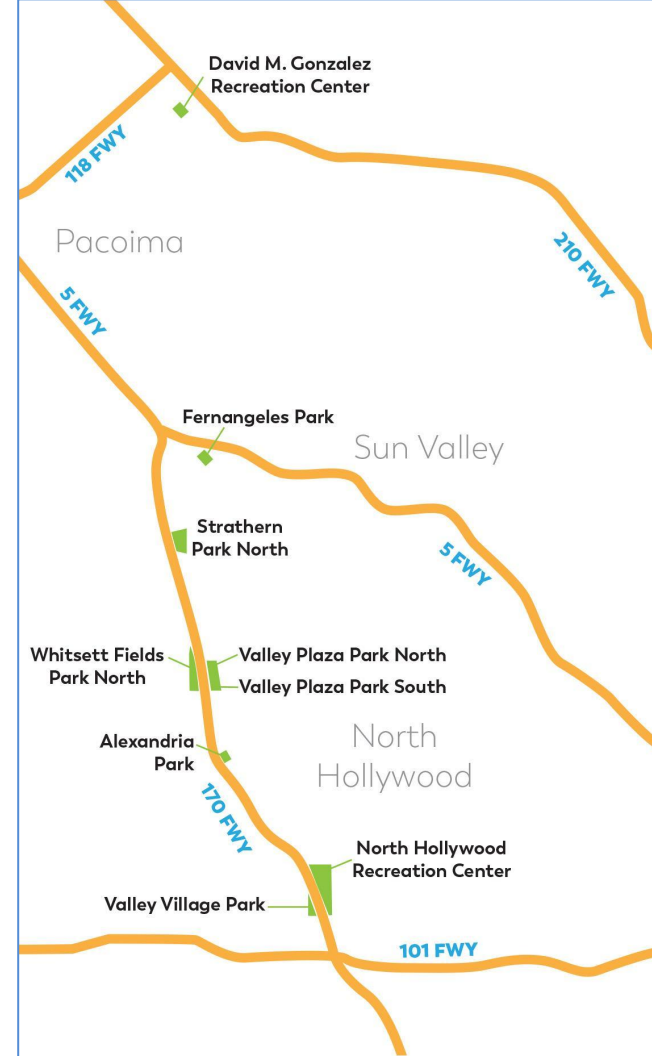 David M. Gonzalez
Recreation Center
118 FWY
Pacoima
210 FWY
5 FWY
Fernangeles Park
Sun Valley
Strathern
Park North
5 FWY
Whitsett Fields
Park North
Valley Plaza Park North
Valley Plaza Park South
North
Hollywood
Alexandria
Park
170 FWY
North Hollywood
Recreation Center
Valley Village Park
101 FWY